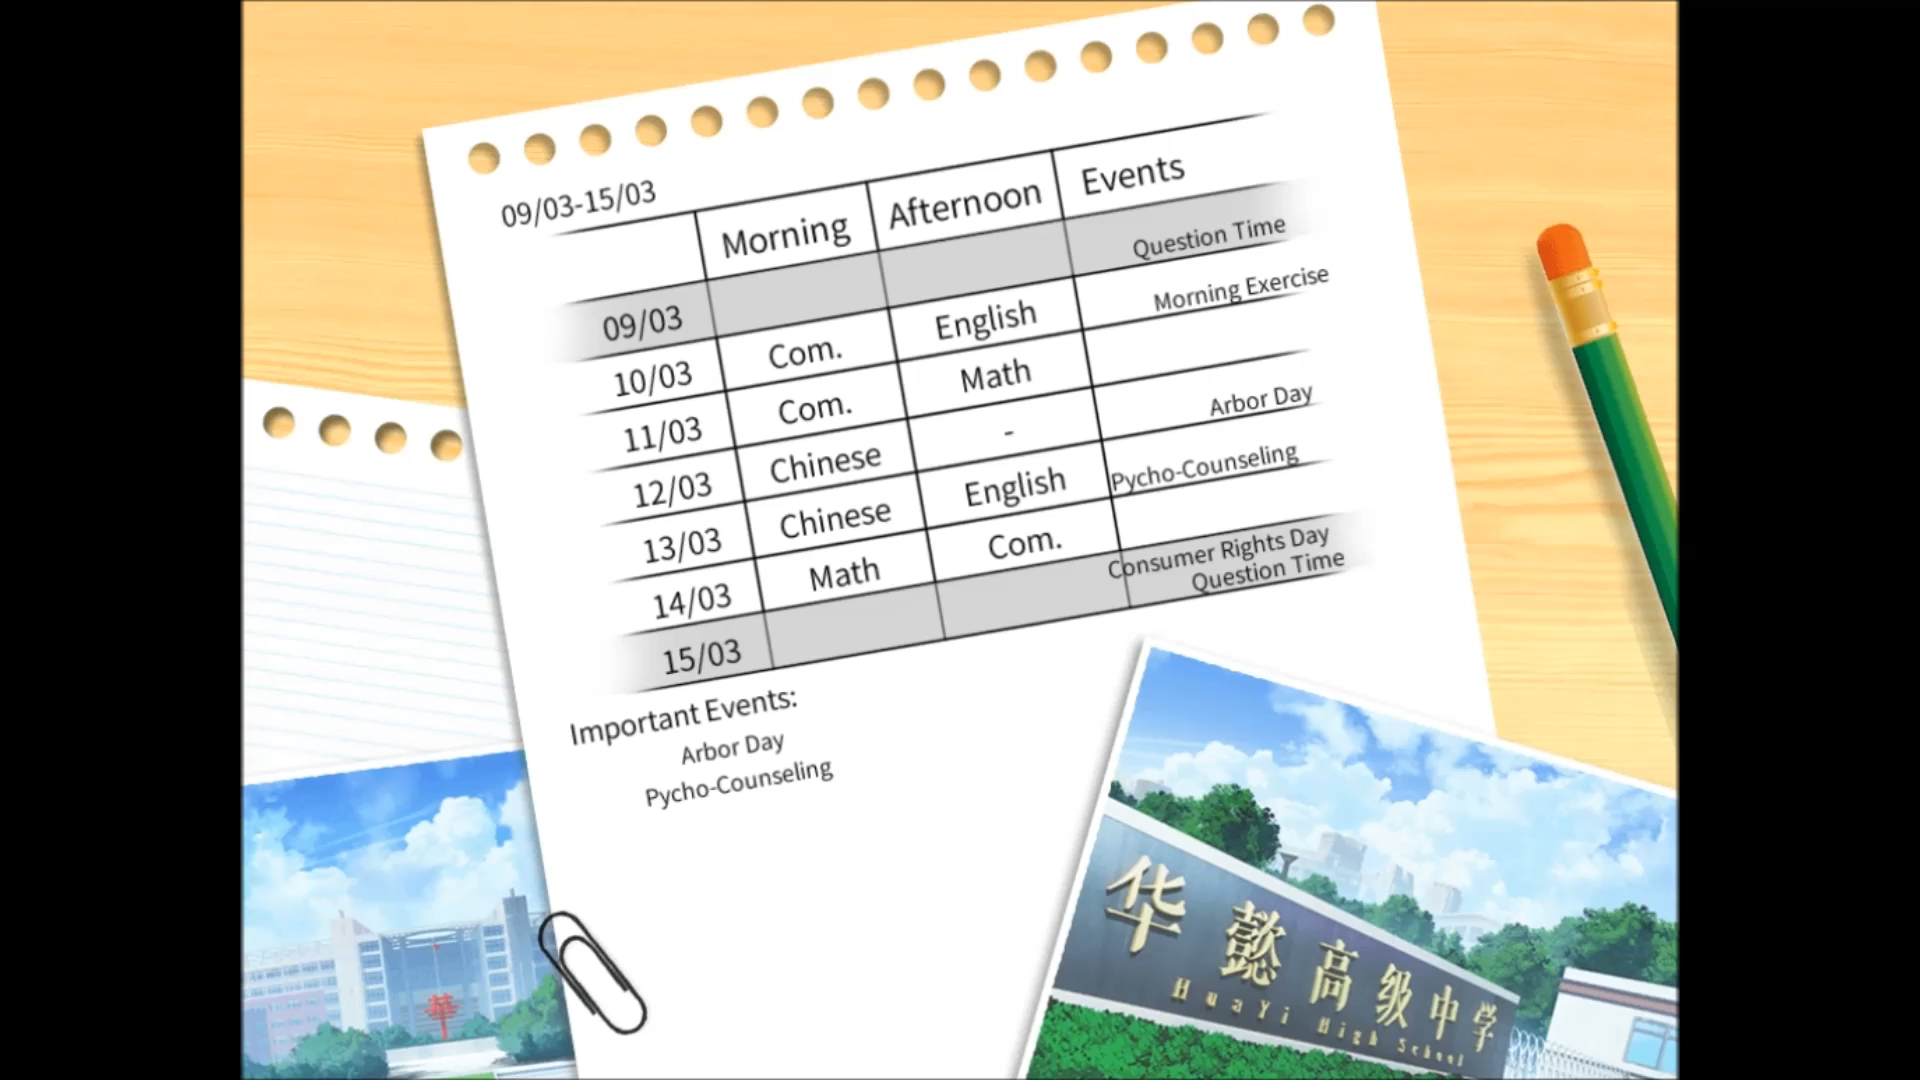 09/03-15/03
Morning Afternoon Events
09/03 Question Time
10/03 Com. English Morning Exercise
11/03 Com. Math
12/03 Chinese - Arbor Day
13/03 Chinese English Pycho-Counseling
14/03 Math Com.
15/03 Consumer Rights Day
Question Time
Important Events:
Arbor Day
Pycho-Counseling
華
华懿高级中学
HuaYi High School